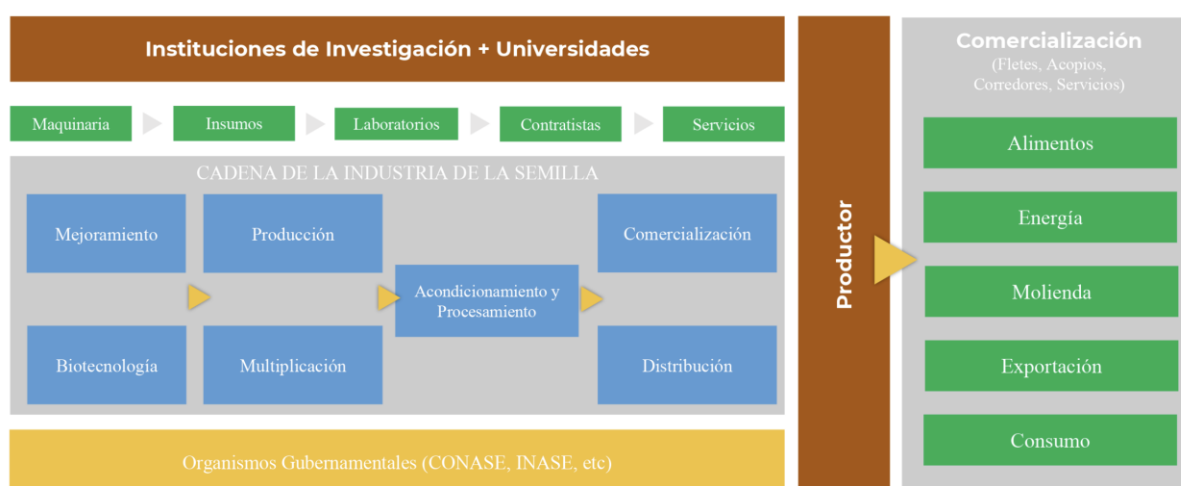 Instituciones de Investigación + Universidades
Maquinaria
Insumos
Laboratorios
Contratistas
Servicios
CADENA DE LA INDUSTRIA DE LA SEMILLA
Mejoramiento
Producción
Comercialización
Acondicionamiento y
Procesamiento
Biotecnología
Multiplicación
Distribución
Organismos Gubernamentales (CONASE, INASE, etc)
Productor
Comercialización
(Fletes, Acopios,
Corredores, Servicios)
Alimentos
Energía
Molienda
Exportación
Consumo